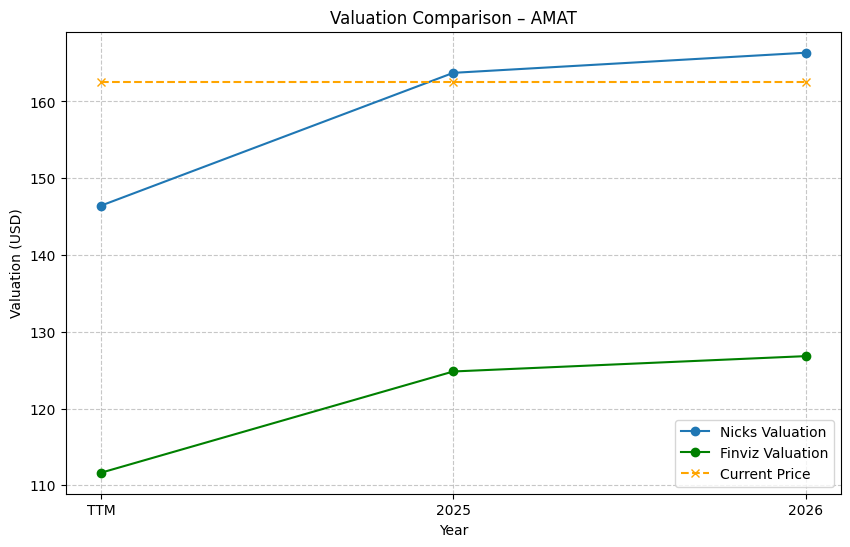 Valuation Comparison – AMAT
Valuation (USD)
160
150
140
130
120
110
TTM
2025
2026
Year
Nicks Valuation
Finviz Valuation
Current Price